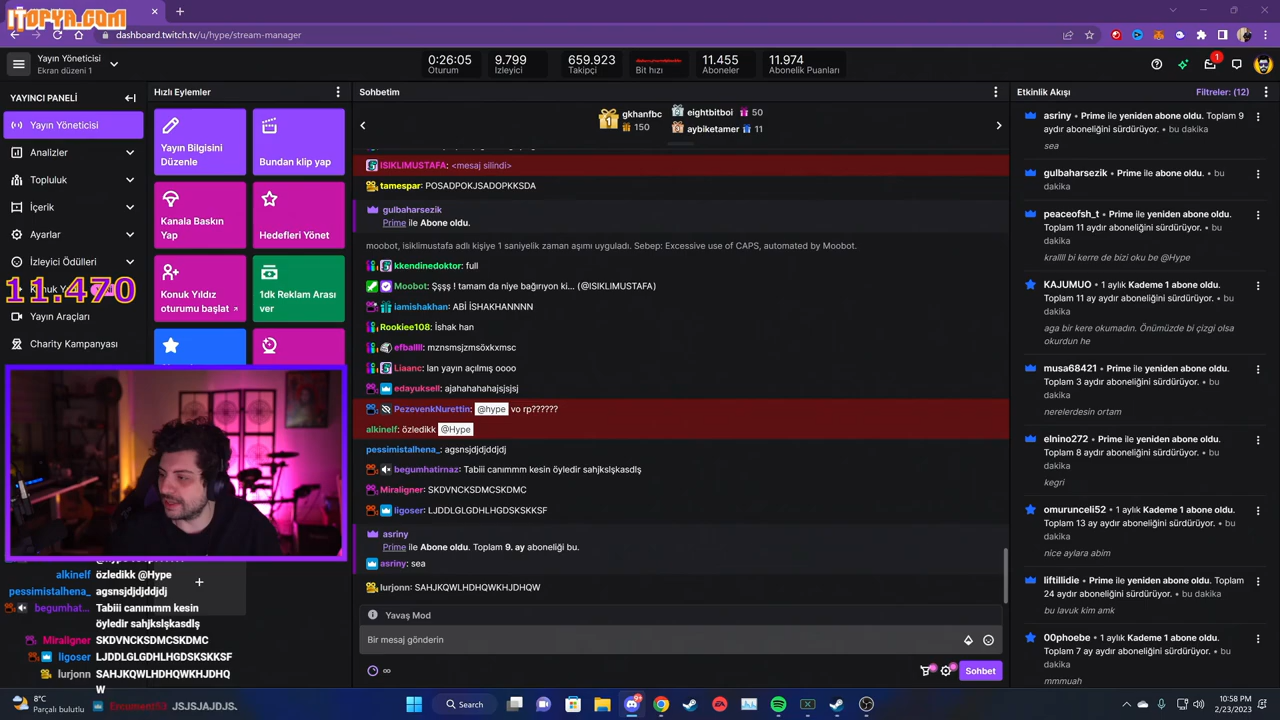 iTOPYA.COM
dashboard.twitch.tv/u/hype/stream-manager
Yayın Yöneticisi
Ekran düzeni 1
0:26:05
Oturum
9.799
İzleyici
659.923
Takipçi
Bit hızı
11.455
Aboneler
11.974
Abonelik Puanları
1
YAYINCI PANELİ
Yayın Yöneticisi
Analizler
Topluluk
İçerik
Ayarlar
İzleyici Ödülleri
11.470
Yayın Araçları
Charity Kampanyası
Hızlı Eylemler
Yayın Bilgisini
Düzenle
Bundan klip yap
Kanala Baskın
Yap
Hedefleri Yönet
Konuk Yıldız
oturumu başlat
1dk Reklam Arası
ver
Sohbetim
1
gkhanfbc
150
eightbitboi 50
aybiketamer 11
ISIKLIMUSTAFA: <mesaj silindi>
tamespar: POSADPOKJSADOPKKSDA
gulbaharsezik
Prime ile Abone oldu.
moobot, isiklimustafa adlı kişiye 1 saniyelik zaman aşımı uyguladı. Sebep: Excessive use of CAPS, automated by Moobot.
kkendinedoktor: full
Moobot: Şşşş ! tamam da niye bağırıyon ki... (@ISIKLIMUSTAFA)
iamishakhan: ABİ İSHAKHANNNN
Rookiee108: İshak han
efballll: mznsmsjzmsöxkxmsc
Liaanc: lan yayın açılmış oooo
edayuksell: ajahahahahajsjsjsj
PezevenkNurettin: @hype vo rp??????
alkinelf: özledikk @Hype
pessimistalhena_: agsnsjdjdjddjdj
begumhatirnaz: Tabiii canımmm kesin öyledir sahjkslşkasdlş
Miraligner: SKDVNCKSDMCSKDMC
ligoser: LJDDLGLGDHLHGDSKSKKSF
asriny
Prime ile Abone oldu. Toplam 9. ay aboneliği bu.
asriny: sea
lurjonn: SAHJKQWLHDHQWKHJDHQW
Yavaş Mod
Bir mesaj gönderin
∞
Sohbet
Etkinlik Akışı
Filtreler: (12)
asriny • Prime ile yeniden abone oldu. Toplam 9
aydır aboneliğini sürdürüyor. • bu dakika
sea
gulbaharsezik • Prime ile abone oldu. • bu
dakika
peaceofsh_t • Prime ile yeniden abone oldu.
Toplam 11 aydır aboneliğini sürdürüyor. • bu
dakika
krallll bi kerre de bizi oku be @Hype
KAJUMUO • 1 aylık Kademe 1 abone oldu.
Toplam 11 ay aydır aboneliğini sürdürüyor. • bu
dakika
aga bir kere okumadın. Önümüzde bi çizgi olsa
okurdun he
musa68421 • Prime ile yeniden abone oldu.
Toplam 3 aydır aboneliğini sürdürüyor. • bu
dakika
nerelerdesin ortam
elnino272 • Prime ile yeniden abone oldu.
Toplam 8 aydır aboneliğini sürdürüyor. • bu
dakika
kegri
omurunceli52 • 1 aylık Kademe 1 abone oldu.
Toplam 13 ay aydır aboneliğini sürdürüyor. • bu
dakika
nice aylara abim
liftillidie • Prime ile yeniden abone oldu. Toplam
24 aydır aboneliğini sürdürüyor. • bu dakika
bu lavuk kim amk
00phoebe • 1 aylık Kademe 1 abone oldu.
Toplam 7 ay aydır aboneliğini sürdürüyor. • bu
dakika
mmmuah
alkinelf özledikk @Hype
pessimistalhena_ agsnsjdjdjddjdj
begumhat... Tabiii canımmm kesin
öyledir sahjkslşkasdlş
Miraligner SKDVNCKSDMCSKDMC
ligoser LJDDLGLGDHLHGDSKSKKSF
lurjonn SAHJKQWLHDHQWKHJDHQ
W
Ercument53 JSJSJAJDJS.
8°C
Parçalı bulutlu
Search
10:58 PM
2/23/2023